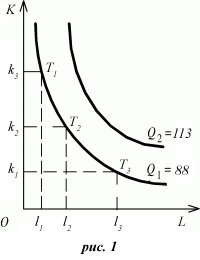 K
k3 T1
k2 T2 Q2=113
k1 T3 Q1=88
O l1 l2 l3 L
рис. 1